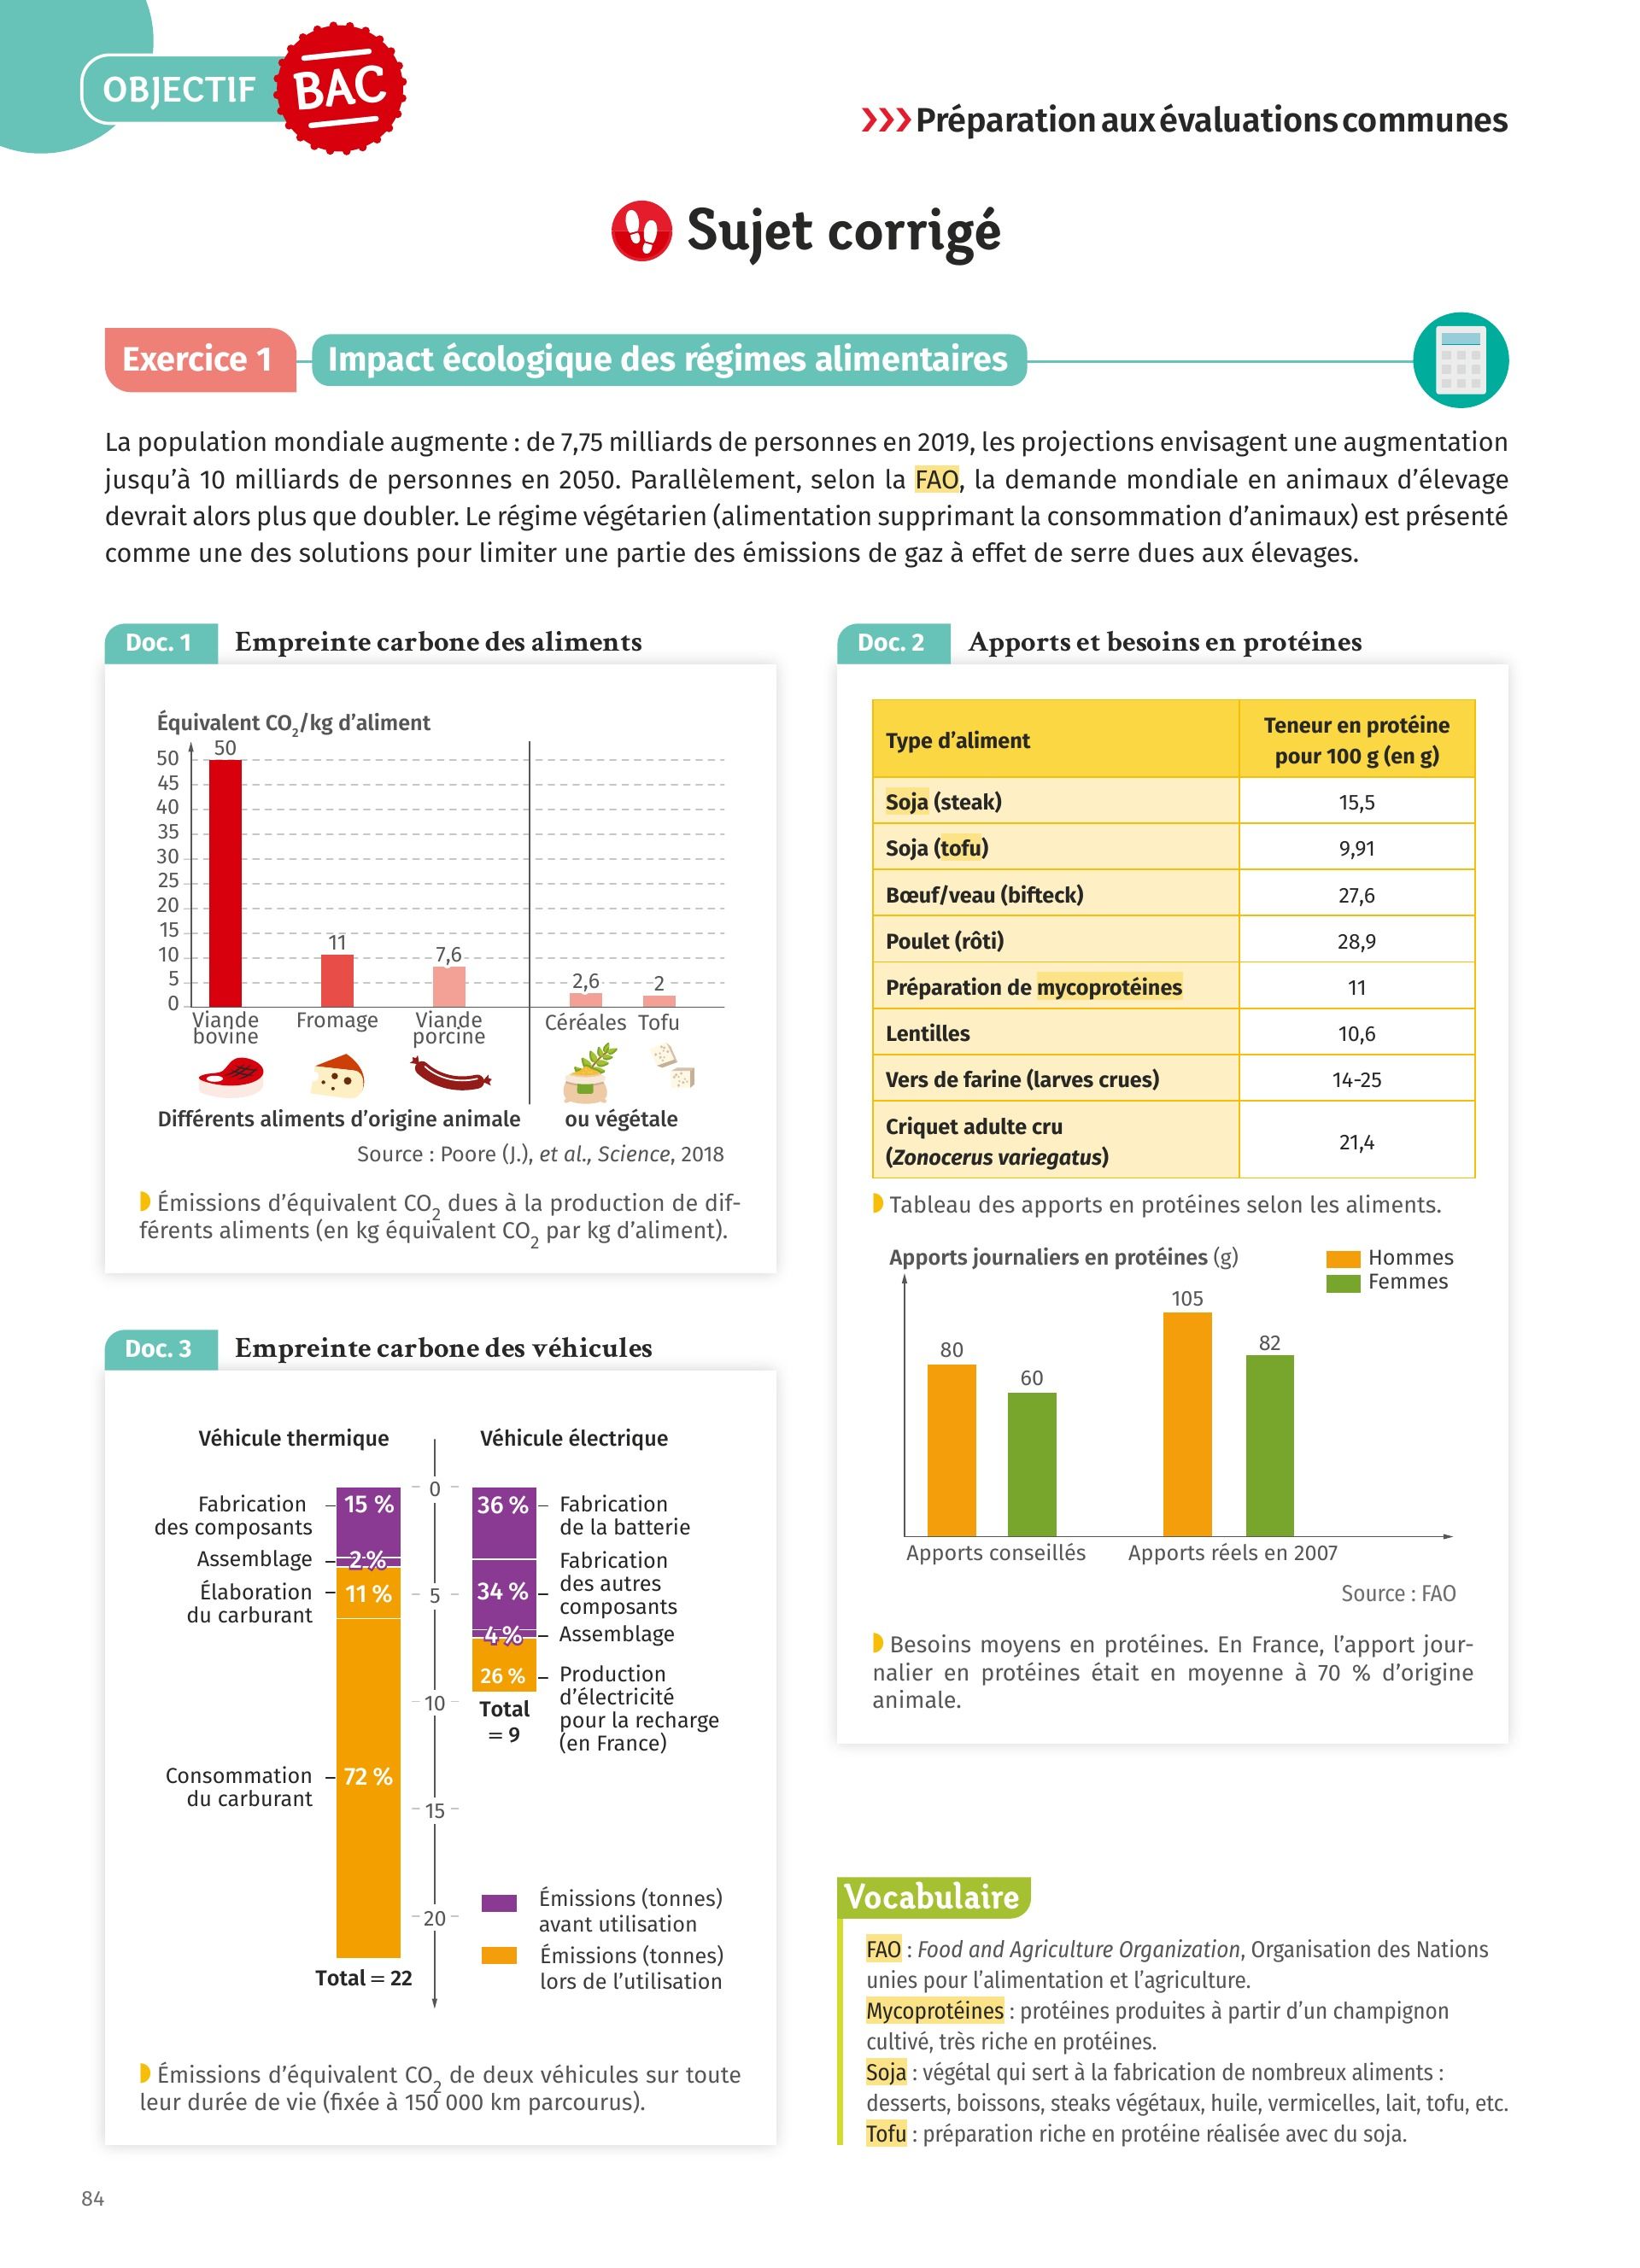 OBJECTIF BAC
Préparation aux évaluations communes
Sujet corrigé
Exercice 1 Impact écologique des régimes alimentaires
La population mondiale augmente : de 7,75 milliards de personnes en 2019, les projections envisagent une augmentation
jusqu’à 10 milliards de personnes en 2050. Parallèlement, selon la FAO, la demande mondiale en animaux d’élevage
devrait alors plus que doubler. Le régime végétarien (alimentation supprimant la consommation d’animaux) est présenté
comme une des solutions pour limiter une partie des émissions de gaz à effet de serre dues aux élevages.
Doc. 1 Empreinte carbone des aliments
Équivalent CO2/kg d’aliment
50
45
40
35
30
25
20
15
10
5
0
50
11
7,6
2,6
2
Viande
bovine
Fromage
Viande
porcine
Céréales
Tofu
Différents aliments d’origine animale ou végétale
Source : Poore (J.), et al., Science, 2018
Émissions d’équivalent CO2 dues à la production de dif-
férents aliments (en kg équivalent CO2 par kg d’aliment).
Doc. 2 Apports et besoins en protéines
Type d’aliment
Teneur en protéine
pour 100 g (en g)
Soja (steak) 15,5
Soja (tofu) 9,91
Bœuf/veau (bifteck) 27,6
Poulet (rôti) 28,9
Préparation de mycoprotéines 11
Lentilles 10,6
Vers de farine (larves crues) 14-25
Criquet adulte cru
(Zonocerus variegatus)
21,4
Tableau des apports en protéines selon les aliments.
Apports journaliers en protéines (g)
Hommes
Femmes
80
60
105
82
Apports conseillés
Apports réels en 2007
Source : FAO
Besoins moyens en protéines. En France, l’apport jour-
nalier en protéines était en moyenne à 70 % d’origine
animale.
Doc. 3 Empreinte carbone des véhicules
Véhicule thermique
Véhicule électrique
Fabrication
des composants
15 %
Assemblage
2 %
Élaboration
du carburant
11 %
Consommation
du carburant
72 %
Total = 22
0
5
10
15
20
36 %
Fabrication
de la batterie
34 %
Fabrication
des autres
composants
4 %
Assemblage
26 %
Production
d’électricité
pour la recharge
(en France)
Total
= 9
Émissions (tonnes)
avant utilisation
Émissions (tonnes)
lors de l’utilisation
Émissions d’équivalent CO2 de deux véhicules sur toute
leur durée de vie (fixée à 150 000 km parcourus).
Vocabulaire
FAO : Food and Agriculture Organization, Organisation des Nations
unies pour l’alimentation et l’agriculture.
Mycoprotéines : protéines produites à partir d’un champignon
cultivé, très riche en protéines.
Soja : végétal qui sert à la fabrication de nombreux aliments :
desserts, boissons, steaks végétaux, huile, vermicelles, lait, tofu, etc.
Tofu : préparation riche en protéine réalisée avec du soja.
84